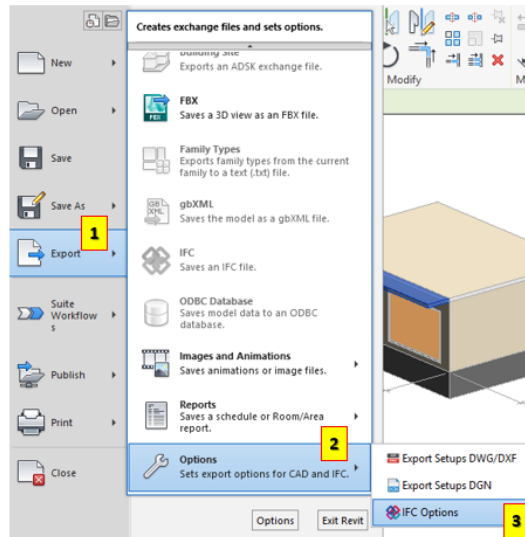 Creates exchange files and sets options.
New
Open
Save
Save As
1
Export
Suite
Workflow
s
Publish
Print
Close
Building Site
Exports an ADSK exchange file.
FBX
FBX
Saves a 3D view as an FBX file.
Family Types
Exports family types from the current
family to a text (.txt) file.
gbXML
gbXML
Saves the model as a gbXML file.
IFC
Saves an IFC file.
ODBC Database
Saves model data to an ODBC
database.
Images and Animations
Saves animations or image files.
Reports
Saves a schedule or Room/Area
report.
2
Options
Sets export options for CAD and IFC.
Options
Exit Revit
Export Setups DWG/DXF
Export Setups DGN
IFC Options
3
Modify
M